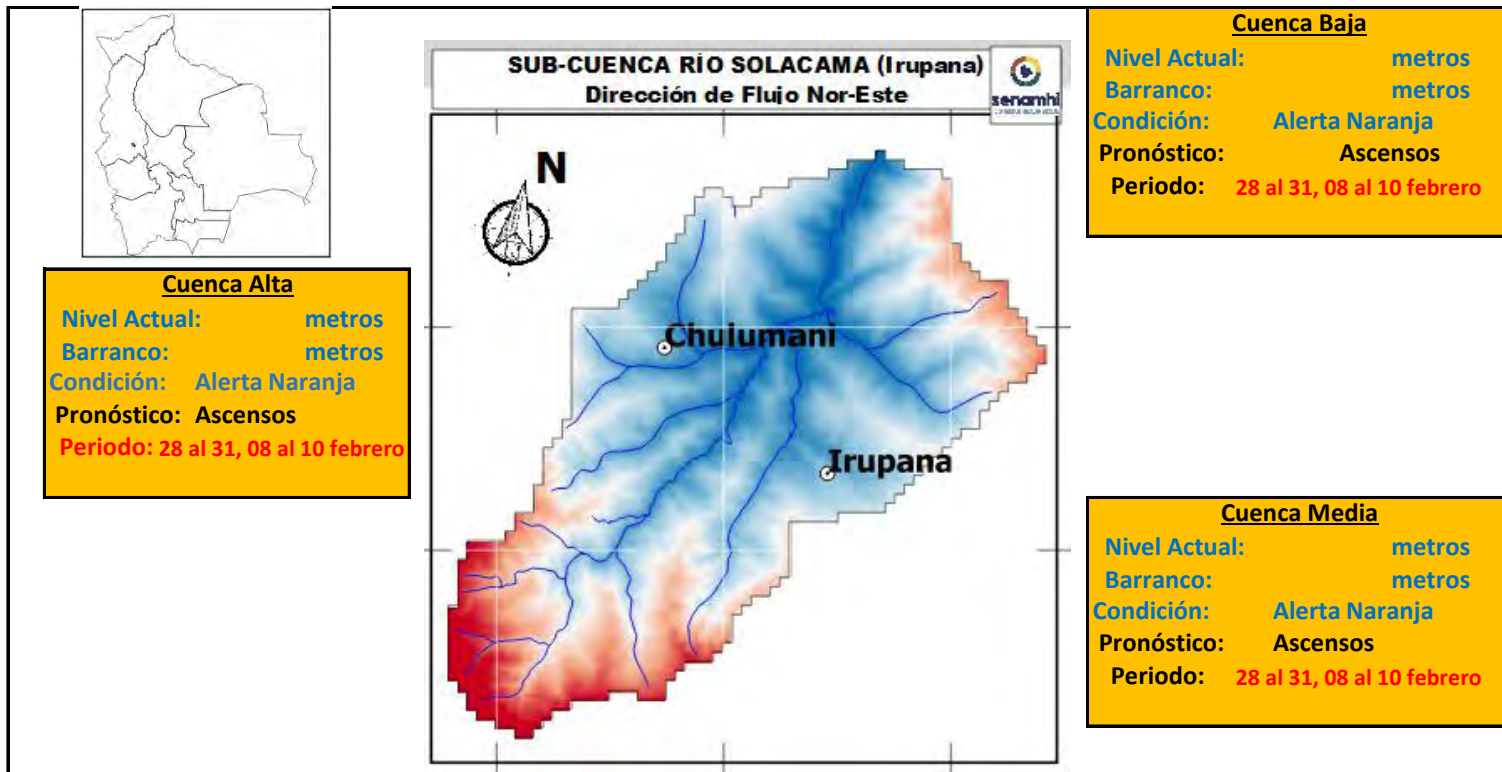 SUB-CUENCA RÍO SOLACAMA (Irupana)
Dirección de Flujo Nor-Este
senamhi
N
Chulumani
Irupana
Cuenca Alta
Nivel Actual: metros
Barranco: metros
Condición: Alerta Naranja
Pronóstico: Ascensos
Periodo: 28 al 31, 08 al 10 febrero
Cuenca Baja
Nivel Actual: metros
Barranco: metros
Condición: Alerta Naranja
Pronóstico: Ascensos
Periodo: 28 al 31, 08 al 10 febrero
Cuenca Media
Nivel Actual: metros
Barranco: metros
Condición: Alerta Naranja
Pronóstico: Ascensos
Periodo: 28 al 31, 08 al 10 febrero